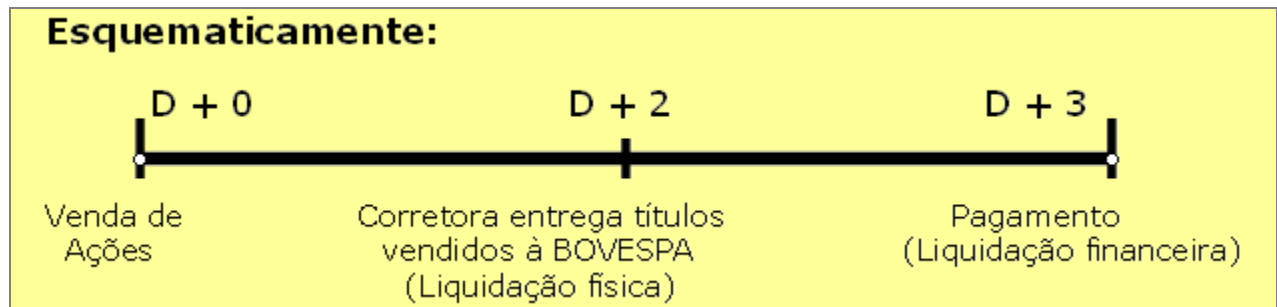 Esquematicamente:
D + 0
D + 2
D + 3
Venda de
Ações
Corretora entrega títulos
vendidos à BOVESPA
(Liquidação física)
Pagamento
(Liquidação financeira)